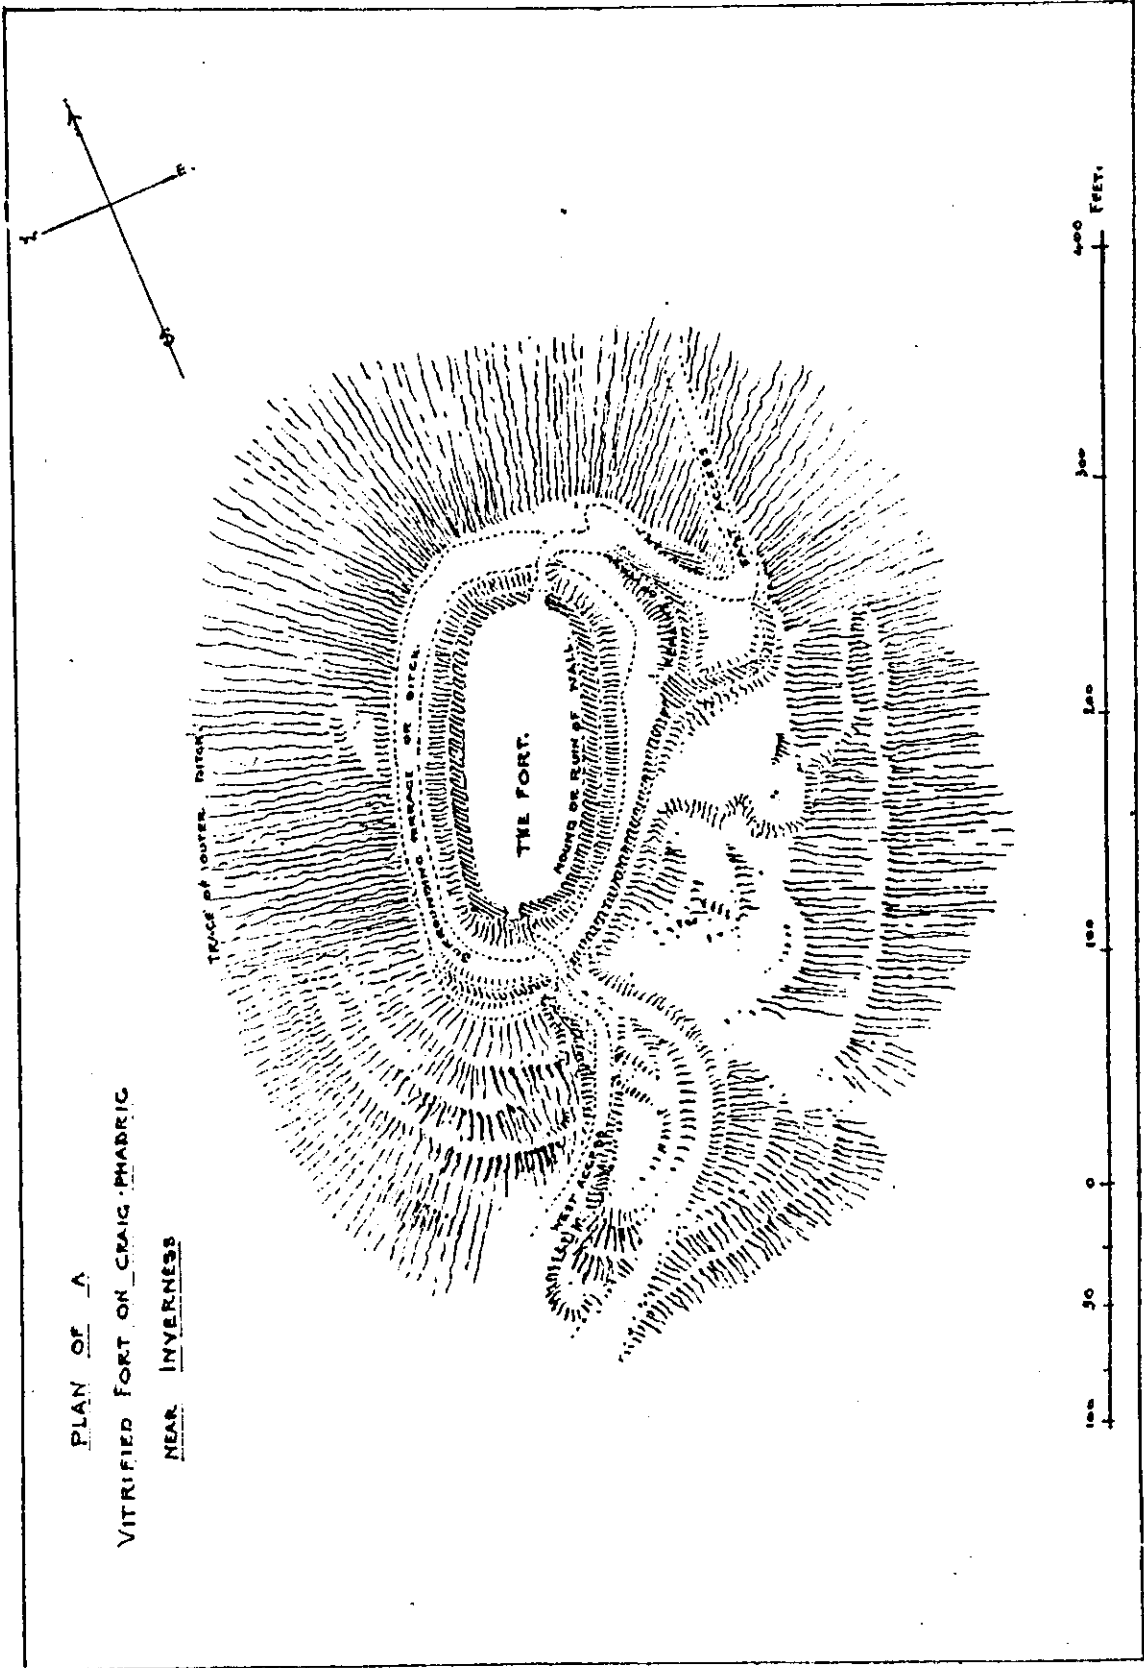 PLAN OF A
VITRIFIED FORT ON CRAIG-PHADRIC
NEAR INVERNESS
TRACE OF OUTER DITCH.
SURROUNDING TERRACE OR DITCH.
THE FORT.
MOUND OR RUIN OF WALL
EAST ACCESS
WEST ACCESS
E.
100 50 0 100 200 300 400 FEET.